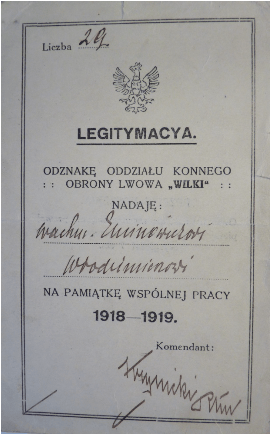 Liczba 29.
LEGITYMACYA.
ODZNAKĘ ODDZIAŁU KONNEGO
: : OBRONY LWOWA „WILKI“ : :
NADAJĘ:
wachm. Eminowiczowi
Włodzimierzowi
NA PAMIĄTKĘ WSPÓLNEJ PRACY
1918—1919.
Komendant: